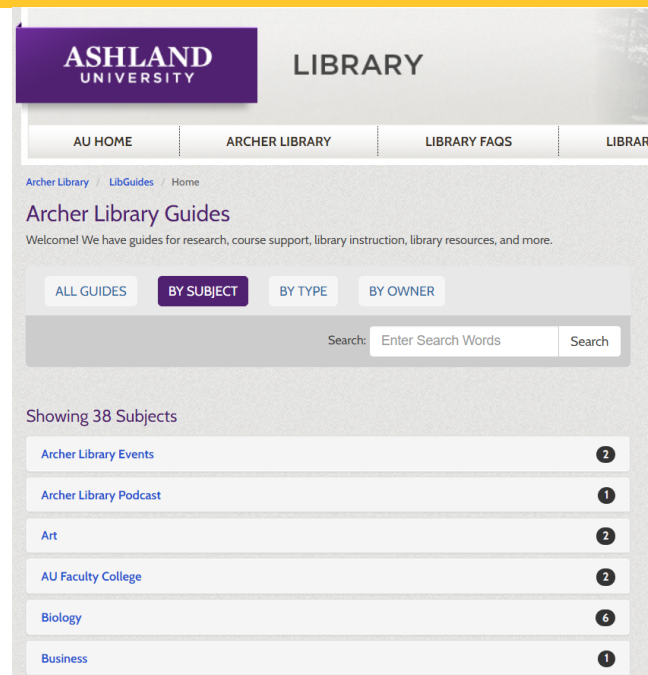 ASHLAND
UNIVERSITY
LIBRARY
AU HOME
ARCHER LIBRARY
LIBRARY FAQS
Archer Library / LibGuides / Home
Archer Library Guides
Welcome! We have guides for research, course support, library instruction, library resources, and more.
ALL GUIDES
BY SUBJECT
BY TYPE
BY OWNER
Search: Enter Search Words Search
Showing 38 Subjects
Archer Library Events 2
Archer Library Podcast 1
Art 2
AU Faculty College 2
Biology 6
Business 1